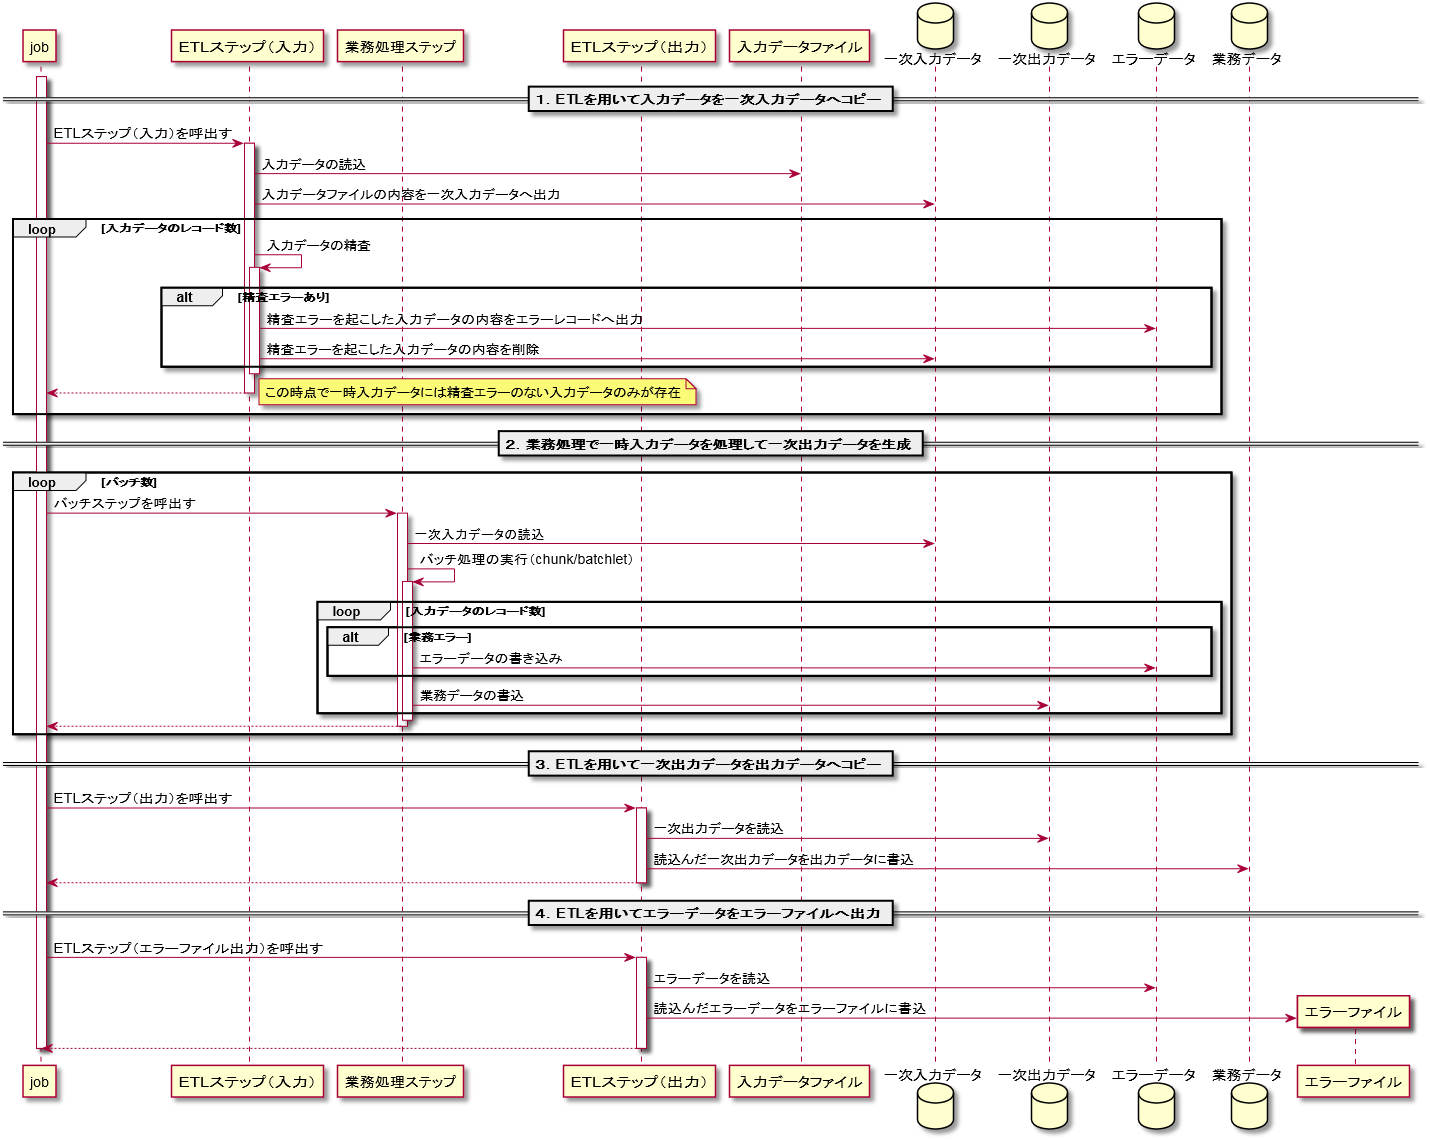 job
ETLステップ（入力）
業務処理ステップ
ETLステップ（出力）
入力データファイル
一次入力データ
一次出力データ
エラーデータ
業務データ
1. ETLを用いて入力データを一次入力データへコピー
ETLステップ（入力）を呼出す
入力データの読込
入力データファイルの内容を一次入力データへ出力
loop
[入力データのレコード数]
入力データの精査
alt
[精査エラーあり]
精査エラーを起こした入力データの内容をエラーレコードへ出力
精査エラーを起こした入力データの内容を削除
この時点で一時入力データには精査エラーのない入力データのみが存在
2. 業務処理で一時入力データを処理して一次出力データを生成
loop
[バッチ数]
バッチステップを呼出す
一次入力データの読込
バッチ処理の実行（chunk/batchlet）
loop
[入力データのレコード数]
alt
[業務エラー]
エラーデータの書き込み
業務データの書込
3. ETLを用いて一次出力データを出力データへコピー
ETLステップ（出力）を呼出す
一次出力データを読込
読込んだ一次出力データを出力データに書込
4. ETLを用いてエラーデータをエラーファイルへ出力
ETLステップ（エラーファイル出力）を呼出す
エラーデータを読込
読込んだエラーデータをエラーファイルに書込
エラーファイル
job
ETLステップ（入力）
業務処理ステップ
ETLステップ（出力）
入力データファイル
一次入力データ
一次出力データ
エラーデータ
業務データ
エラーファイル